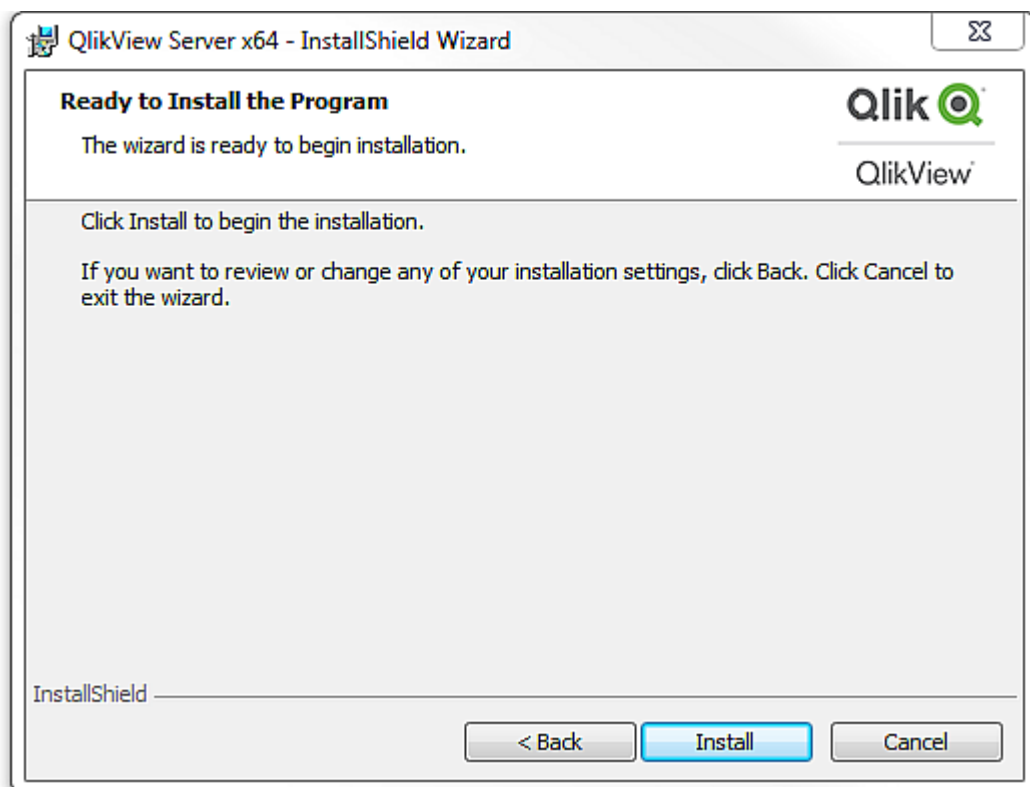 QlikView Server x64 - InstallShield Wizard
Ready to Install the Program
The wizard is ready to begin installation.
Qlik
QlikView
Click Install to begin the installation.
If you want to review or change any of your installation settings, click Back. Click Cancel to
exit the wizard.
InstallShield
< Back
Install
Cancel